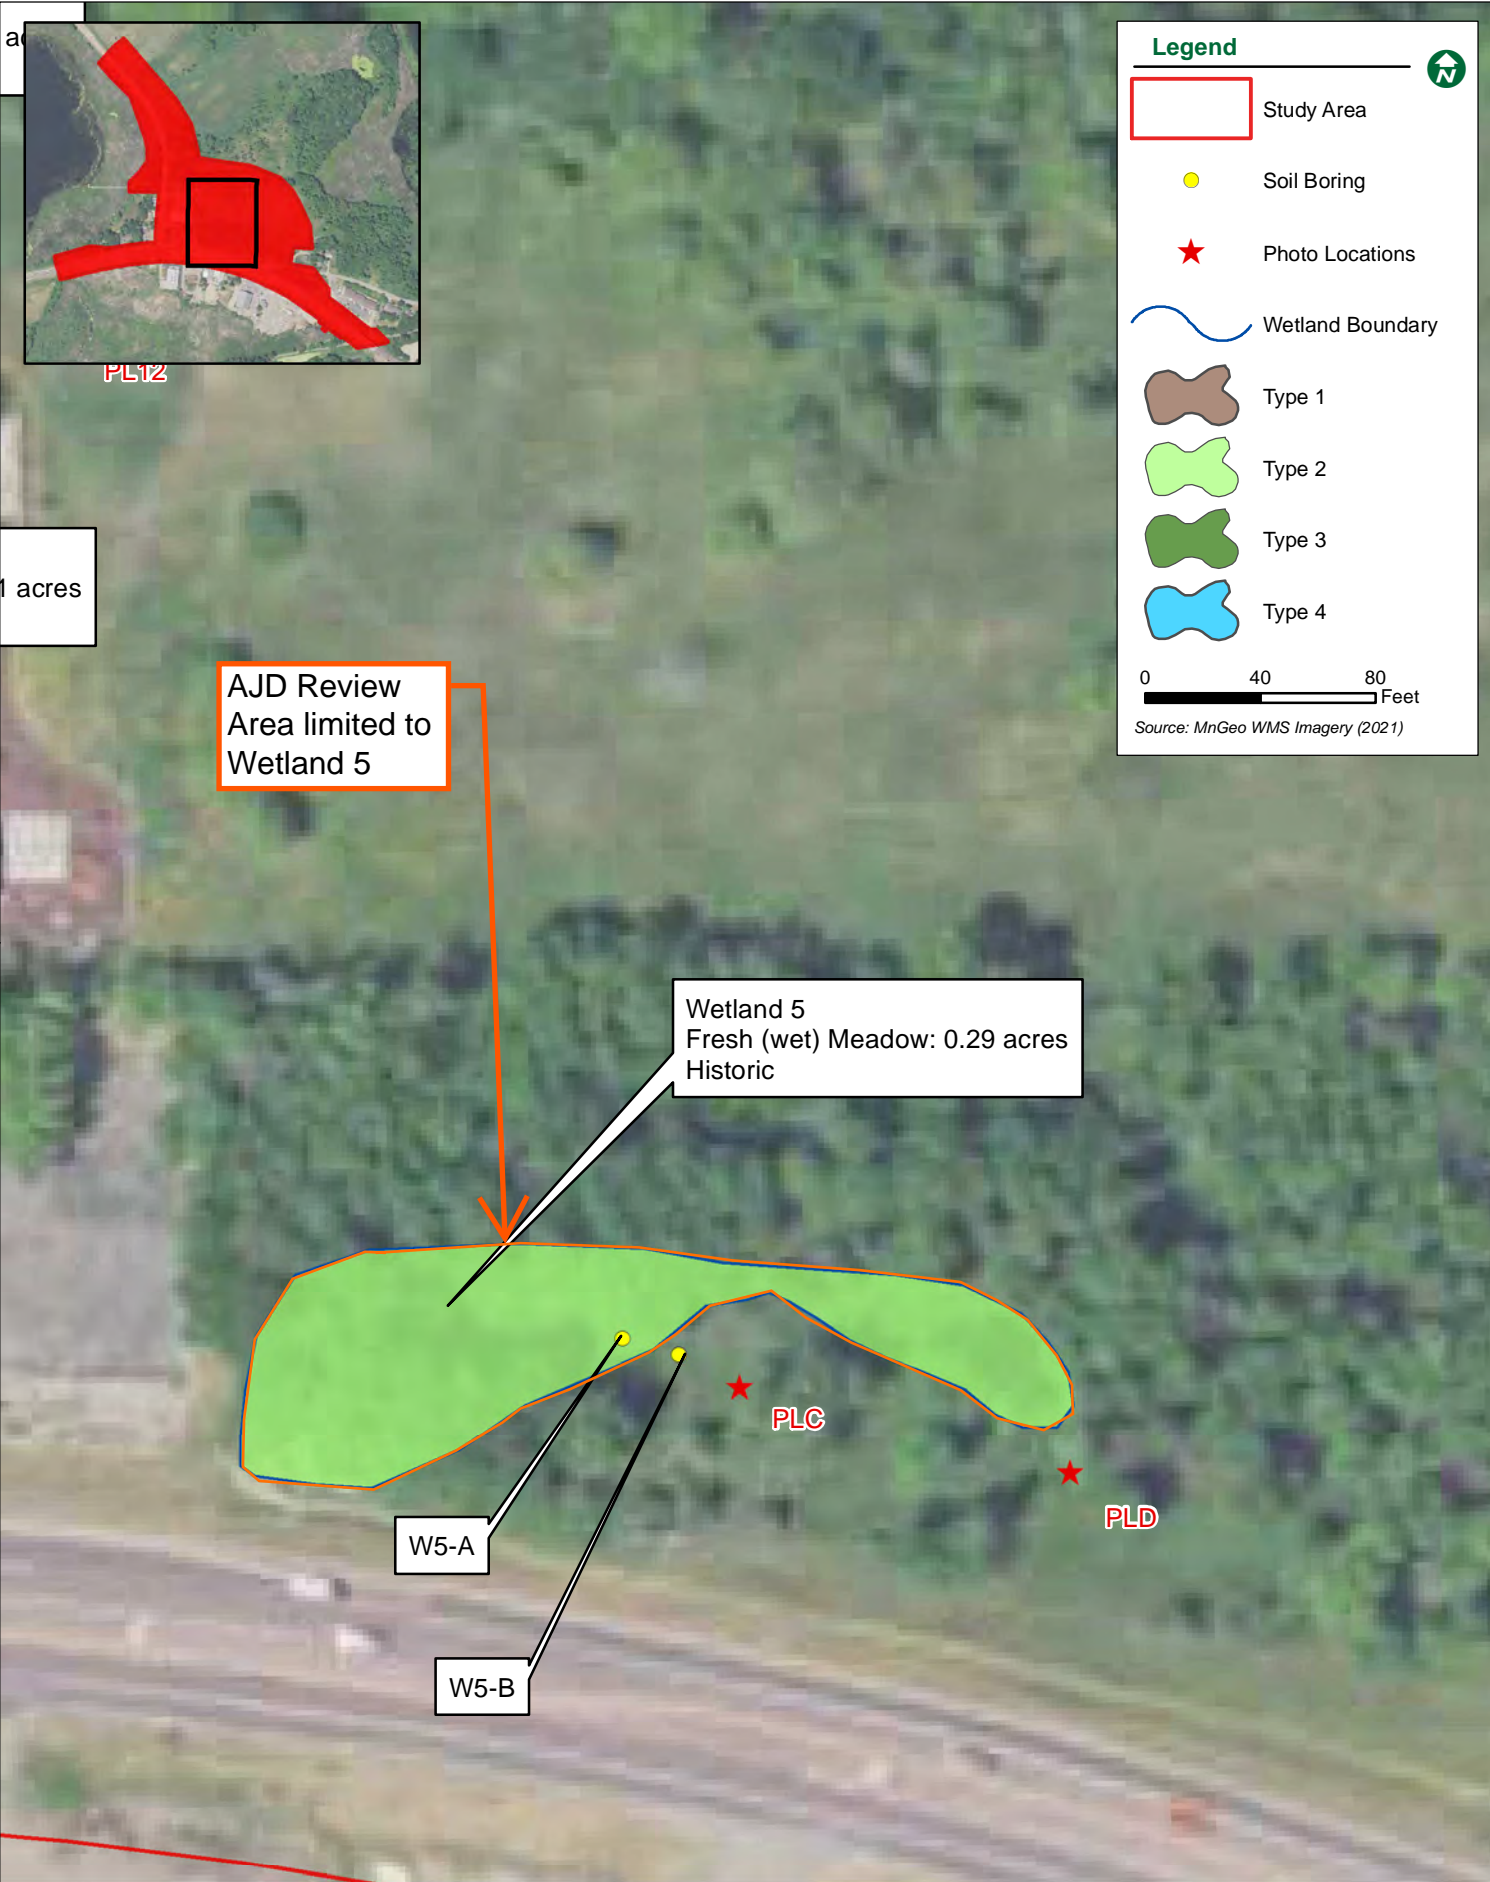 PL12
1 acres
AJD Review
Area limited to
Wetland 5
Wetland 5
Fresh (wet) Meadow: 0.29 acres
Historic
W5-A
W5-B
PLC
PLD
Legend
N
Study Area
Soil Boring
Photo Locations
Wetland Boundary
Type 1
Type 2
Type 3
Type 4
0 40 80
Feet
Source: MnGeo WMS Imagery (2021)